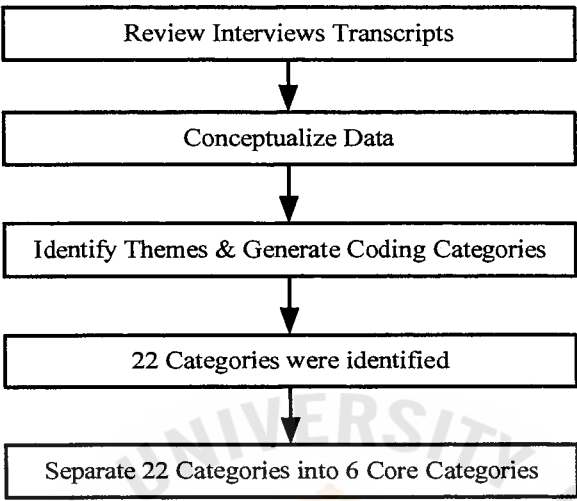 Review Interviews Transcripts
Conceptualize Data
Identify Themes & Generate Coding Categories
22 Categories were identified
UNIVERSITY
Separate 22 Categories into 6 Core Categories